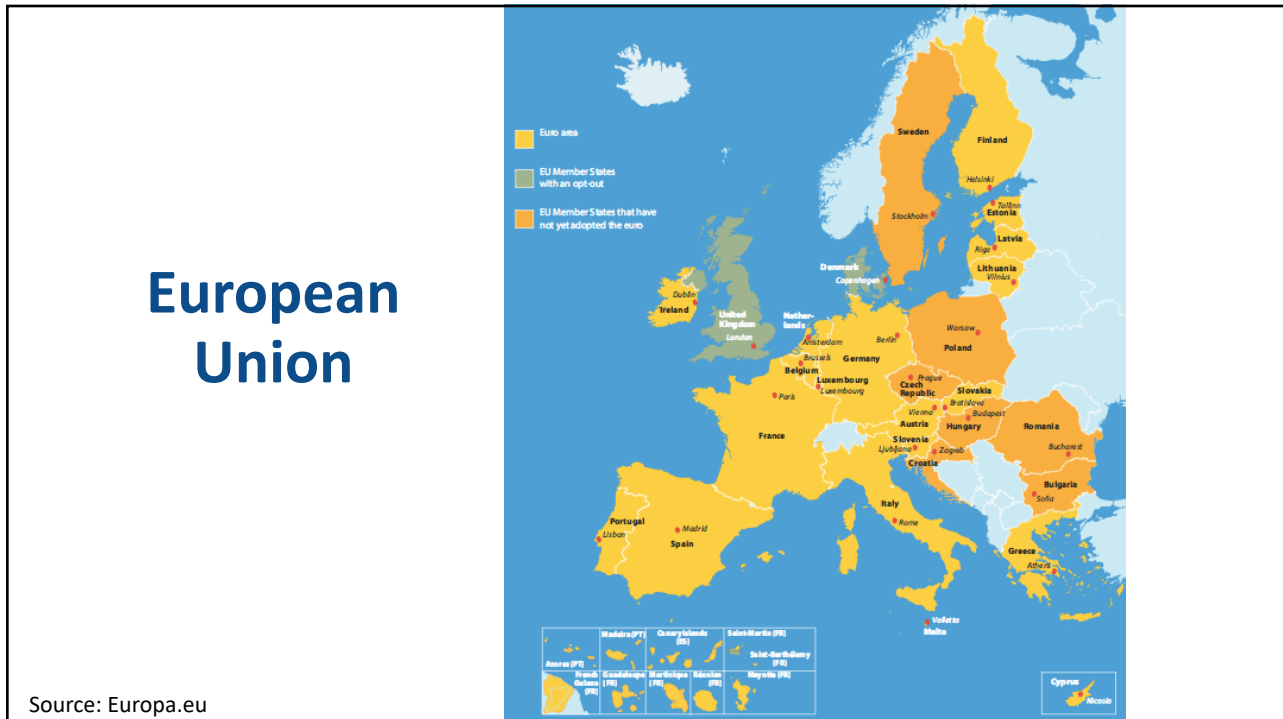 European
Union
Source: Europa.eu
Euro area
EU Member States
with an opt-out
EU Member States that have
not yet adopted the euro
Sweden
Finland
Helsinki
Stockholm
Tallinn
Estonia
Latvia
Riga
Lithuania
Vilnius
Denmark
Copenhagen
Dublin
Ireland
United
Kingdom
London
Nether-
lands
Amsterdam
Berlin
Germany
Warsaw
Poland
Brussels
Belgium
Luxembourg
Luxembourg
Prague
Czech
Republic
Slovakia
Bratislava
Paris
Vienna
Budapest
Austria
Hungary
Romania
France
Slovenia
Ljubljana
Zagreb
Croatia
Bucharest
Bulgaria
Sofia
Italy
Rome
Portugal
Lisbon
Madrid
Spain
Greece
Athens
Valletta
Malta
Azores (PT)
Madeira (PT)
Canary Islands
(ES)
Saint-Martin (FR)
Saint-Barthélemy
(FR)
French
Guiana
(FR)
Guadeloupe
(FR)
Martinique
(FR)
Réunion
(FR)
Mayotte (FR)
Cyprus
Nicosia